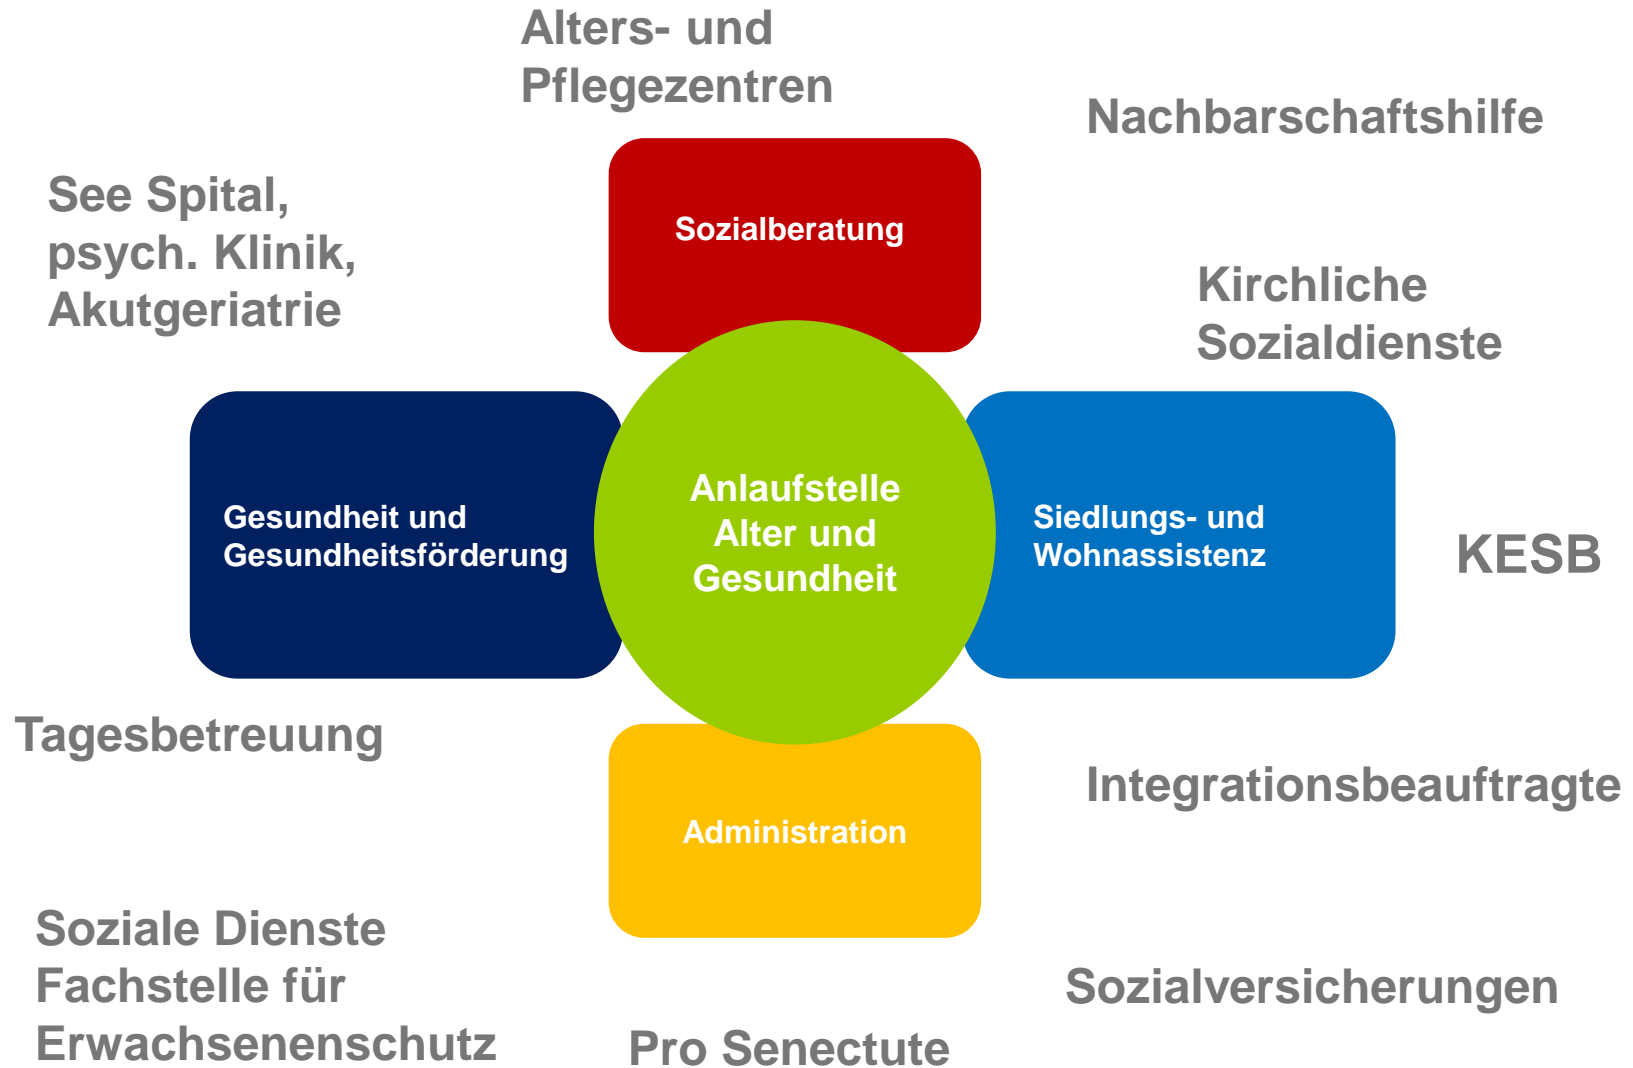 Alters- und
Pflegezentren
Nachbarschaftshilfe
See Spital,
psych. Klinik,
Akutgeriatrie
Sozialberatung
Kirchliche
Sozialdienste
Gesundheit und
Gesundheitsförderung
Anlaufstelle
Alter und
Gesundheit
Siedlungs- und
Wohnassistenz
KESB
Tagesbetreuung
Integrationsbeauftragte
Administration
Soziale Dienste
Fachstelle für
Erwachsenenschutz
Sozialversicherungen
Pro Senectute